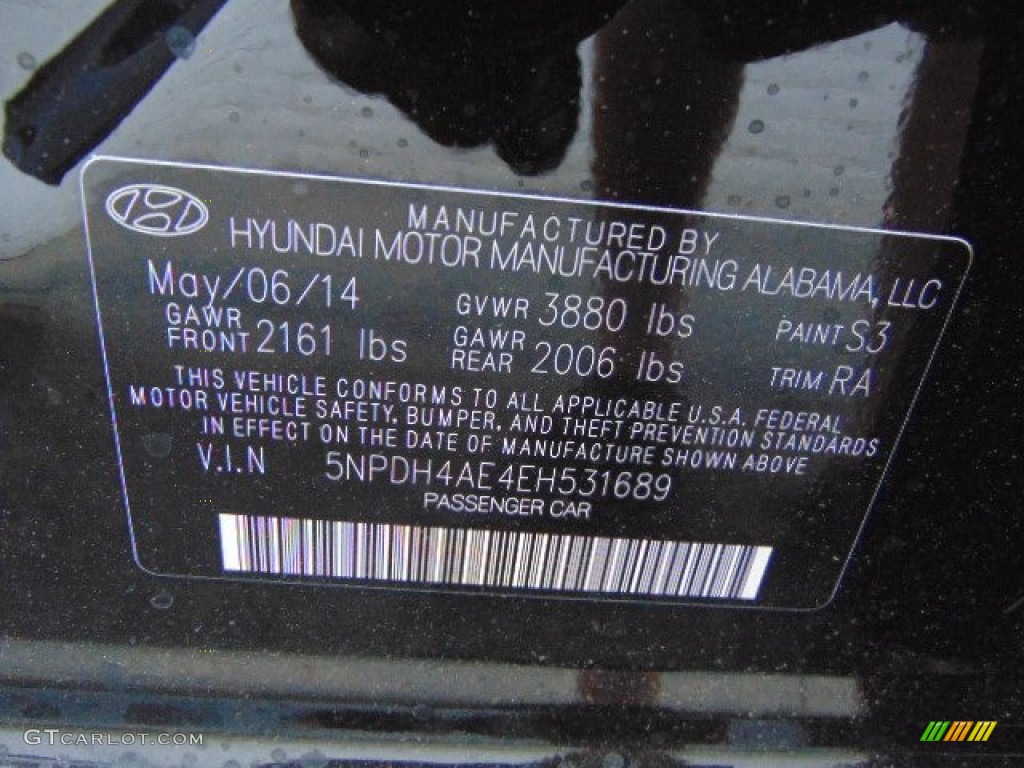 MANUFACTURED BY
HYUNDAI MOTOR MANUFACTURING ALABAMA, LLC
May/06/14 GVWR 3880 lbs PAINT S3
GAWR FRONT 2161 lbs GAWR REAR 2006 lbs TRIM RA
THIS VEHICLE CONFORMS TO ALL APPLICABLE U.S.A. FEDERAL
MOTOR VEHICLE SAFETY, BUMPER, AND THEFT PREVENTION STANDARDS
IN EFFECT ON THE DATE OF MANUFACTURE SHOWN ABOVE
V.I.N 5NPDH4AE4EH531689
PASSENGER CAR
GTCARLOT.COM